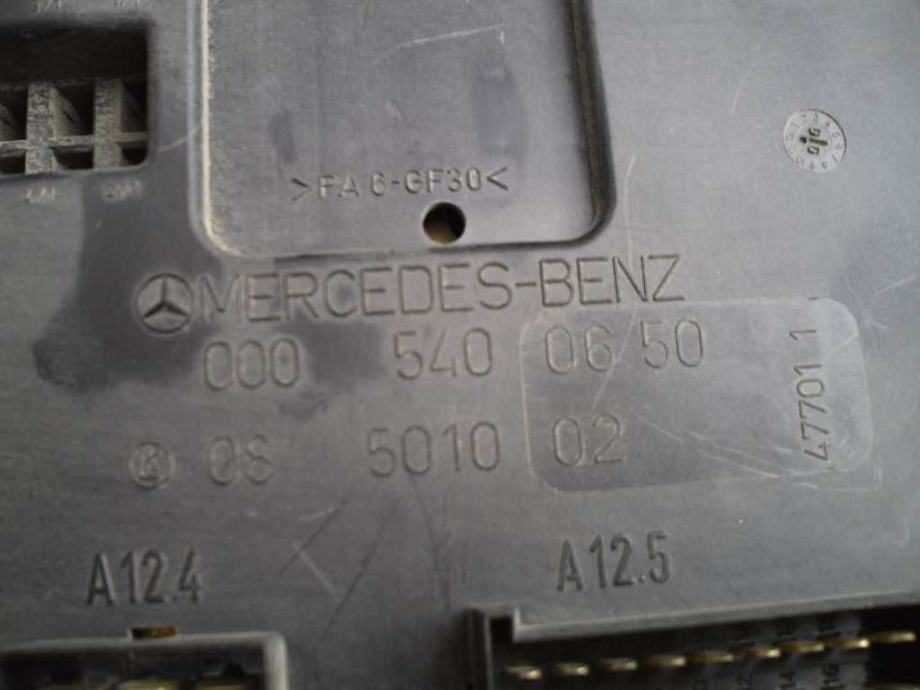 >PA 6-GF30<
MERCEDES-BENZ
000 540 06 50
08 5010 02
47701 1
A12.4
A12.5